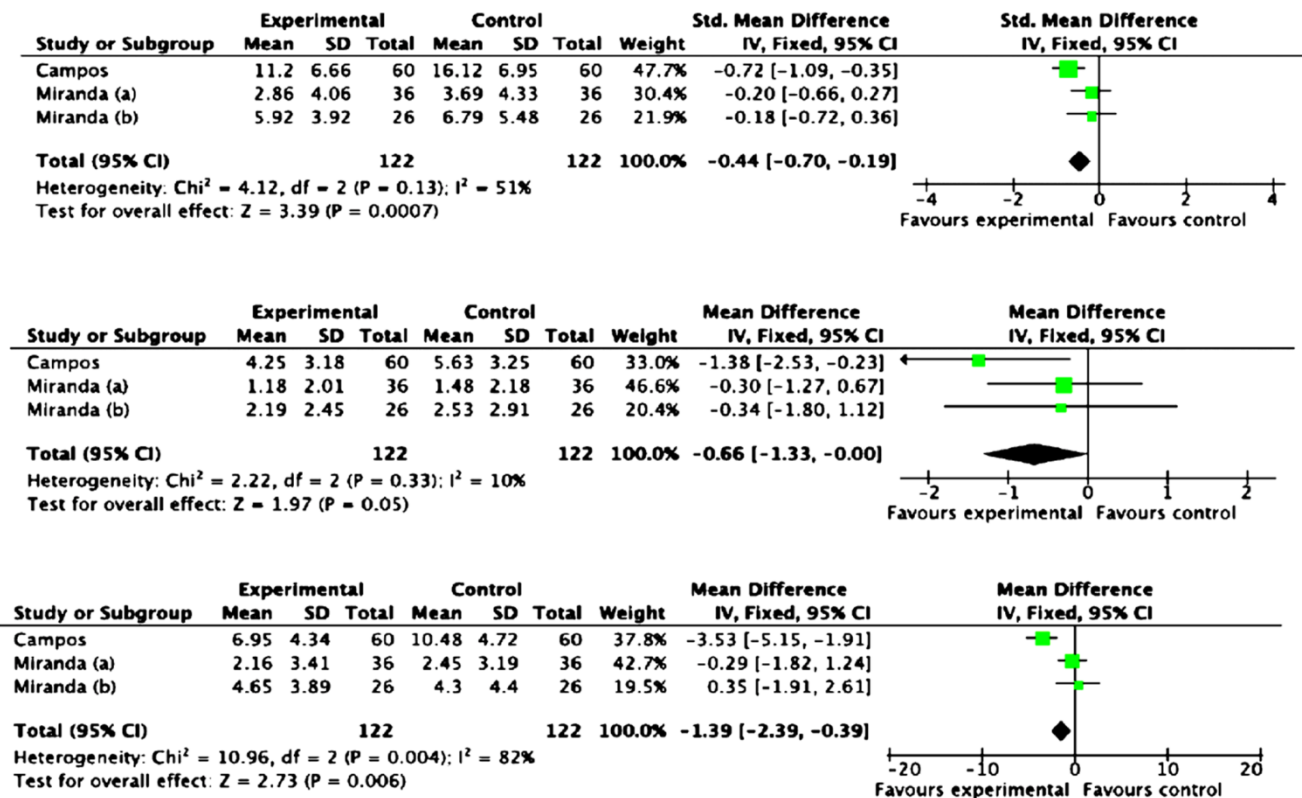 Experimental Control Std. Mean Difference Std. Mean Difference
Study or Subgroup Mean SD Total Mean SD Total Weight IV, Fixed, 95% CI IV, Fixed, 95% CI
Campos 11.2 6.66 60 16.12 6.95 60 47.7% -0.72 [-1.09, -0.35]
Miranda (a) 2.86 4.06 36 3.69 4.33 36 30.4% -0.20 [-0.66, 0.27]
Miranda (b) 5.92 3.92 26 6.79 5.48 26 21.9% -0.18 [-0.72, 0.36]
Total (95% CI) 122 122 100.0% -0.44 [-0.70, -0.19]
Heterogeneity: Chi² = 4.12, df = 2 (P = 0.13); I² = 51%
Test for overall effect: Z = 3.39 (P = 0.0007)
-4 -2 0 2 4
Favours experimental Favours control
Experimental Control Mean Difference Mean Difference
Study or Subgroup Mean SD Total Mean SD Total Weight IV, Fixed, 95% CI IV, Fixed, 95% CI
Campos 4.25 3.18 60 5.63 3.25 60 33.0% -1.38 [-2.53, -0.23]
Miranda (a) 1.18 2.01 36 1.48 2.18 36 46.6% -0.30 [-1.27, 0.67]
Miranda (b) 2.19 2.45 26 2.53 2.91 26 20.4% -0.34 [-1.80, 1.12]
Total (95% CI) 122 122 100.0% -0.66 [-1.33, -0.00]
Heterogeneity: Chi² = 2.22, df = 2 (P = 0.33); I² = 10%
Test for overall effect: Z = 1.97 (P = 0.05)
-2 -1 0 1 2
Favours experimental Favours control
Experimental Control Mean Difference Mean Difference
Study or Subgroup Mean SD Total Mean SD Total Weight IV, Fixed, 95% CI IV, Fixed, 95% CI
Campos 6.95 4.34 60 10.48 4.72 60 37.8% -3.53 [-5.15, -1.91]
Miranda (a) 2.16 3.41 36 2.45 3.19 36 42.7% -0.29 [-1.82, 1.24]
Miranda (b) 4.65 3.89 26 4.3 4.4 26 19.5% 0.35 [-1.91, 2.61]
Total (95% CI) 122 122 100.0% -1.39 [-2.39, -0.39]
Heterogeneity: Chi² = 10.96, df = 2 (P = 0.004); I² = 82%
Test for overall effect: Z = 2.73 (P = 0.006)
-20 -10 0 10 20
Favours experimental Favours control